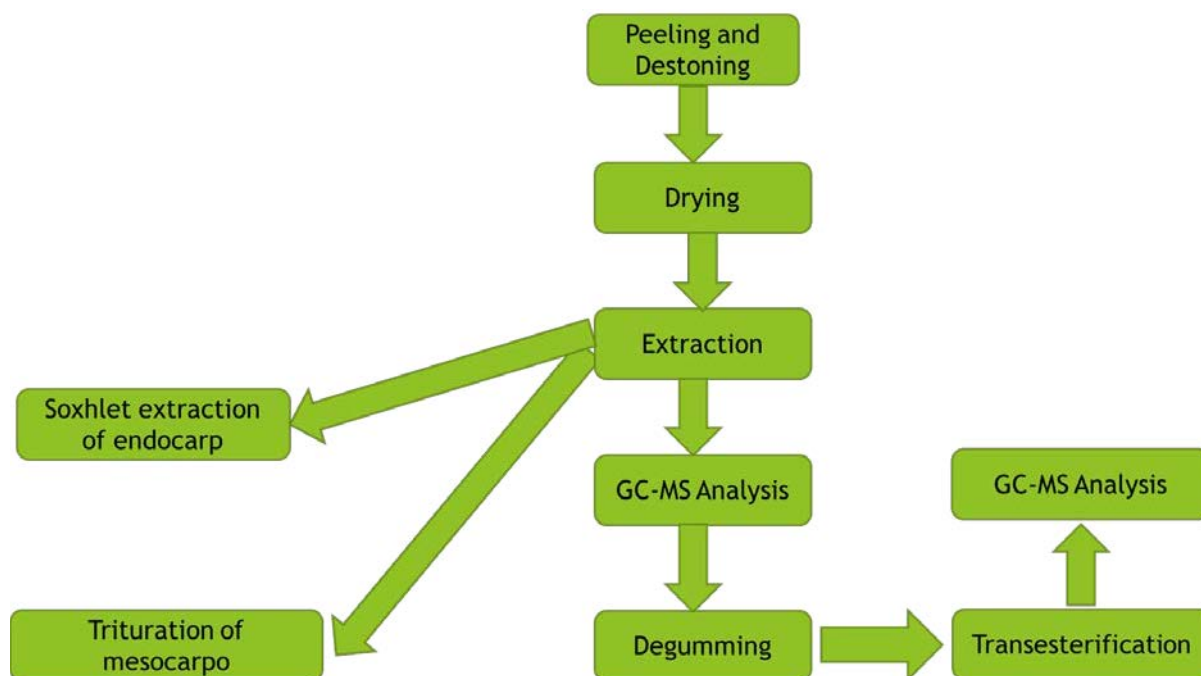 Peeling and
Destoning
Drying
Extraction
Soxhlet extraction
of endocarp
GC-MS Analysis
GC-MS Analysis
Trituration of
mesocarpo
Degumming
Transesterification